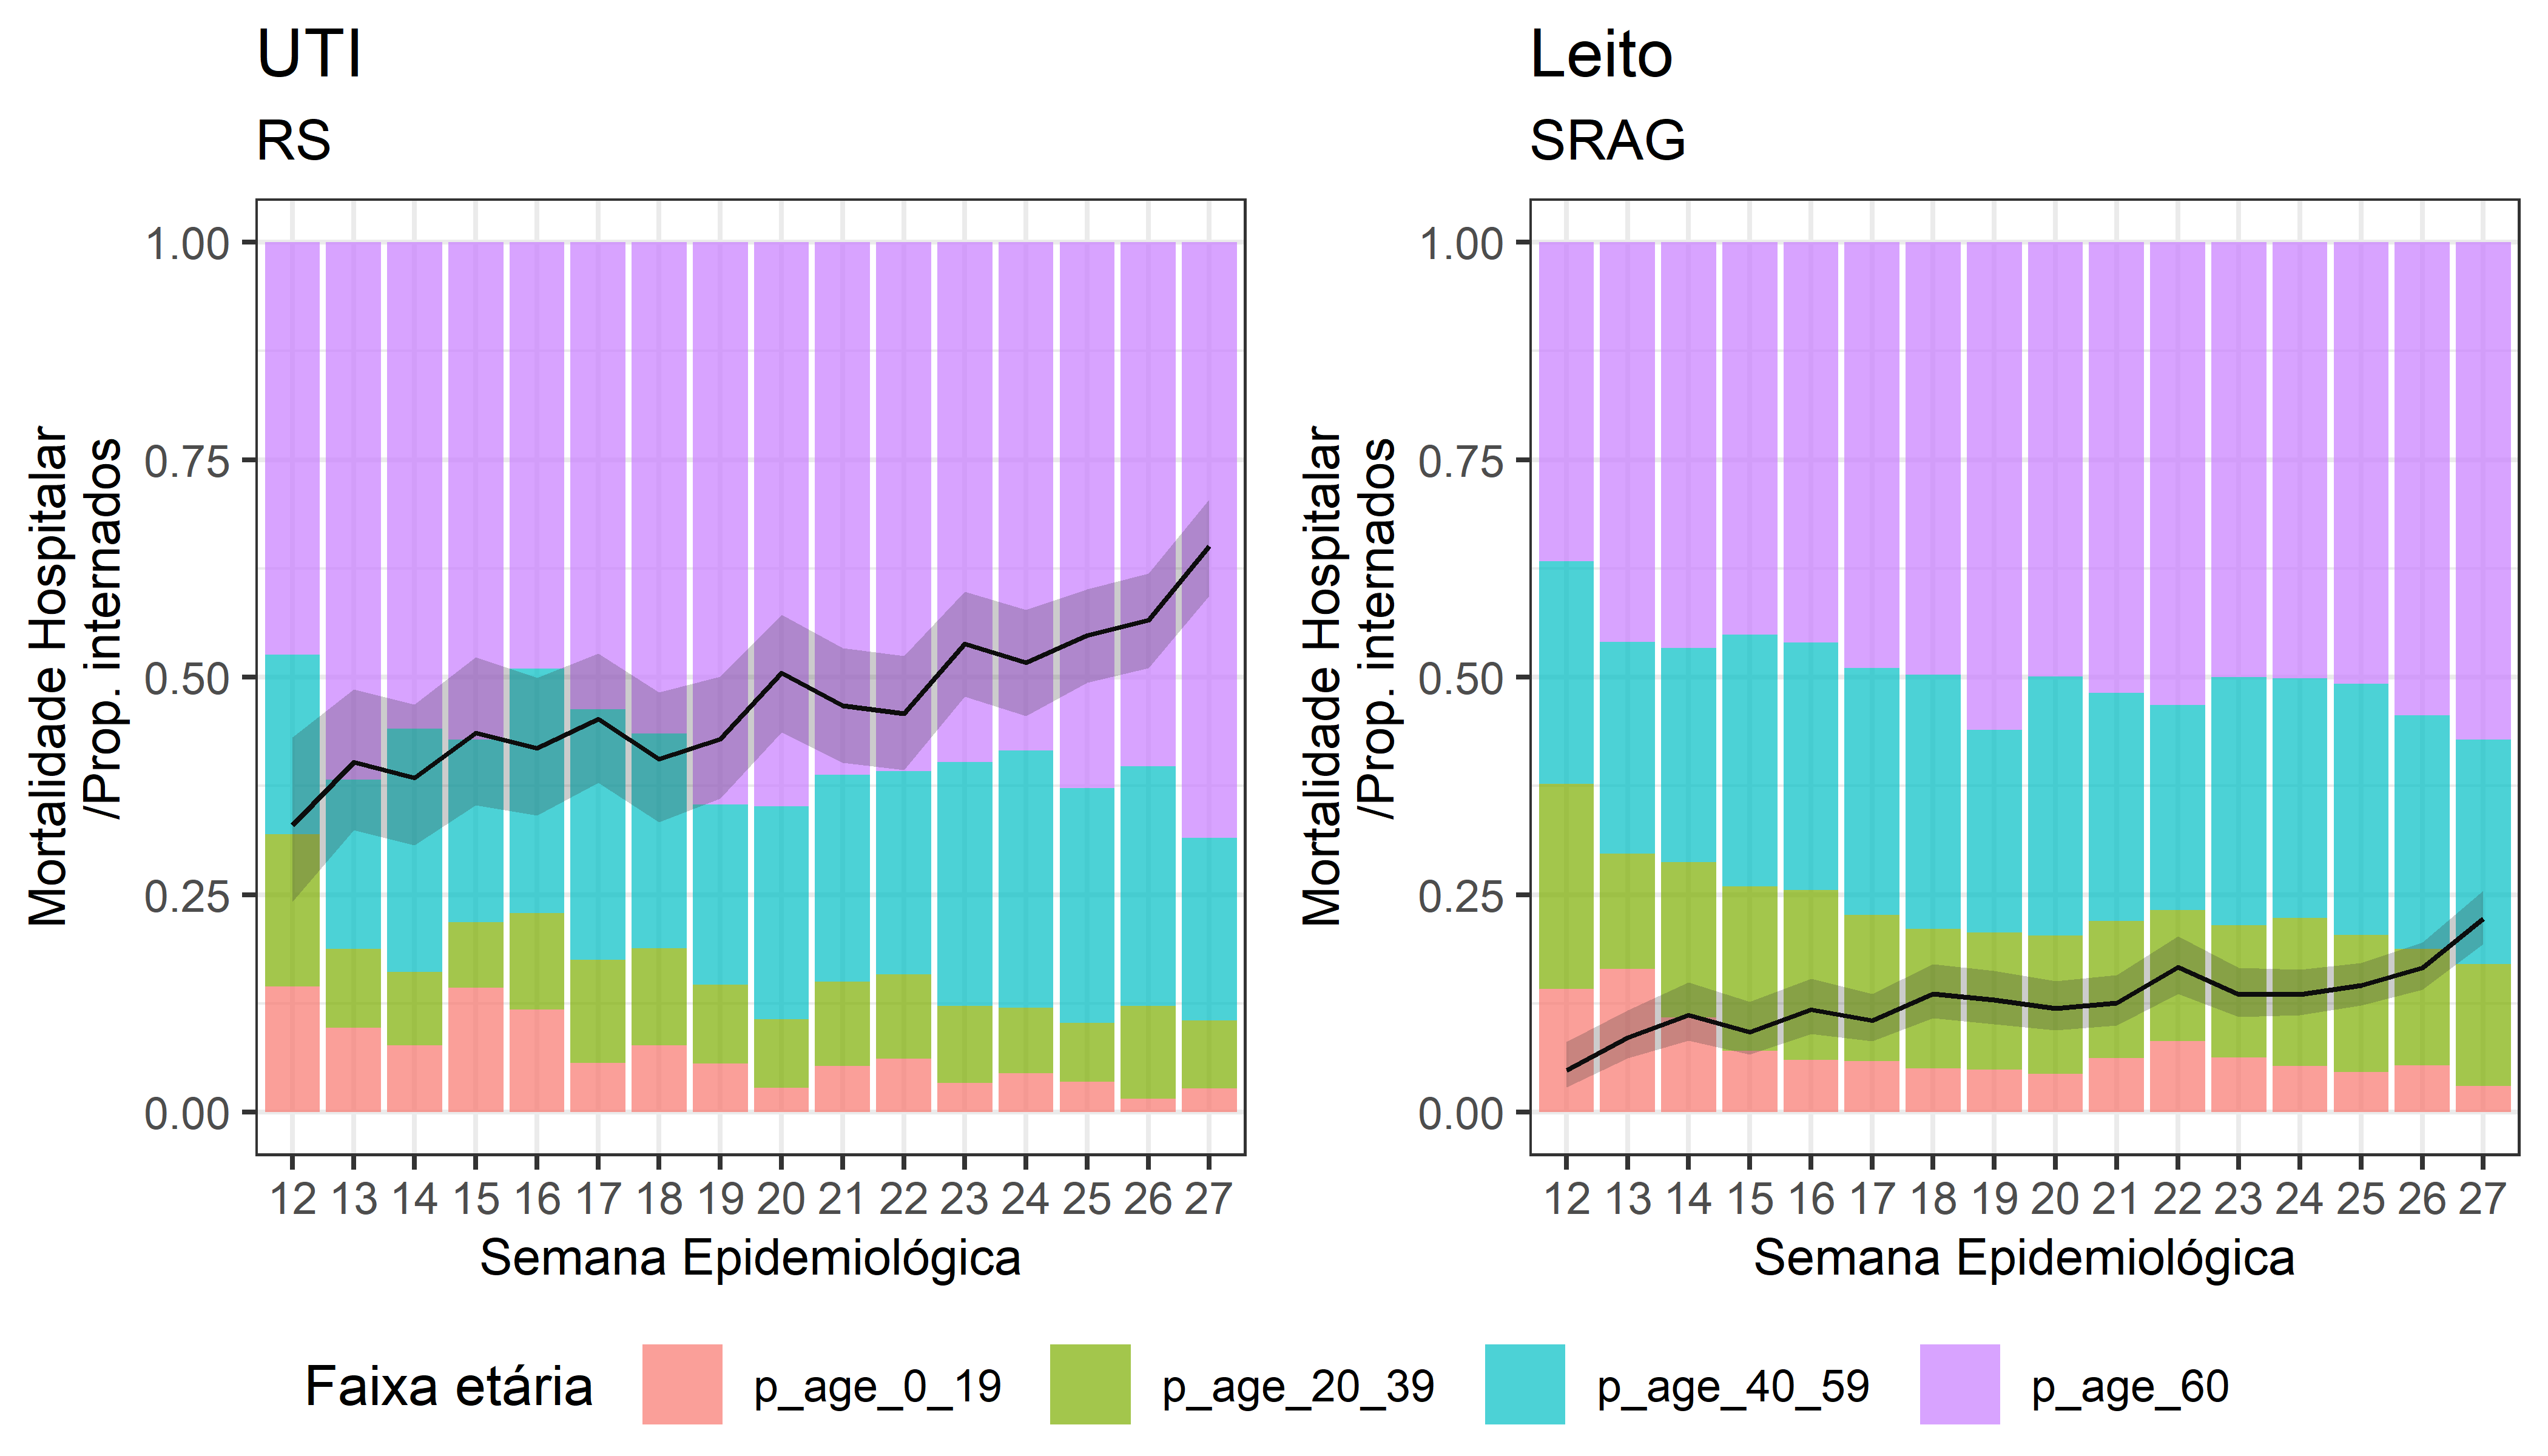 UTI
RS
Mortalidade Hospitalar
/Prop. internados
1.00
0.75
0.50
0.25
0.00
12 13 14 15 16 17 18 19 20 21 22 23 24 25 26 27
Semana Epidemiológica
Leito
SRAG
Mortalidade Hospitalar
/Prop. internados
1.00
0.75
0.50
0.25
0.00
12 13 14 15 16 17 18 19 20 21 22 23 24 25 26 27
Semana Epidemiológica
Faixa etária p_age_0_19 p_age_20_39 p_age_40_59 p_age_60